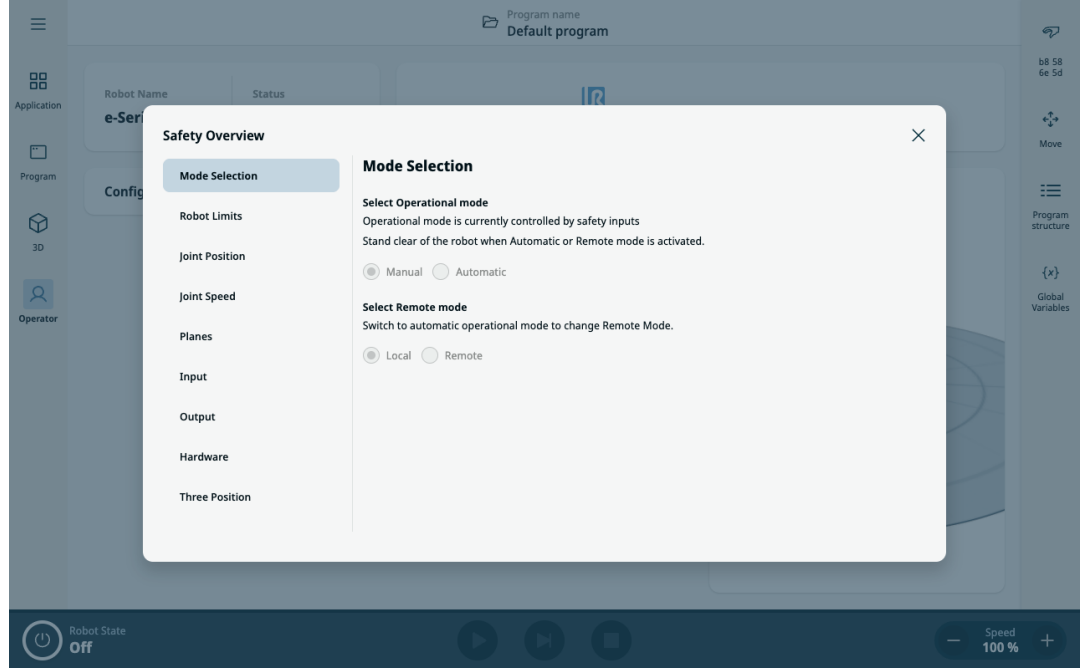 Program name
Default program
Application
Program
3D
Operator
Robot Name
Status
e-Seri
Config
Safety Overview
Mode Selection
Robot Limits
Joint Position
Joint Speed
Planes
Input
Output
Hardware
Three Position
Mode Selection
Select Operational mode
Operational mode is currently controlled by safety inputs
Stand clear of the robot when Automatic or Remote mode is activated.
Manual Automatic
Select Remote mode
Switch to automatic operational mode to change Remote Mode.
Local Remote
b8 58
6e 5d
Move
Program
structure
{x}
Global
Variables
Robot State
Off
Speed
100 %